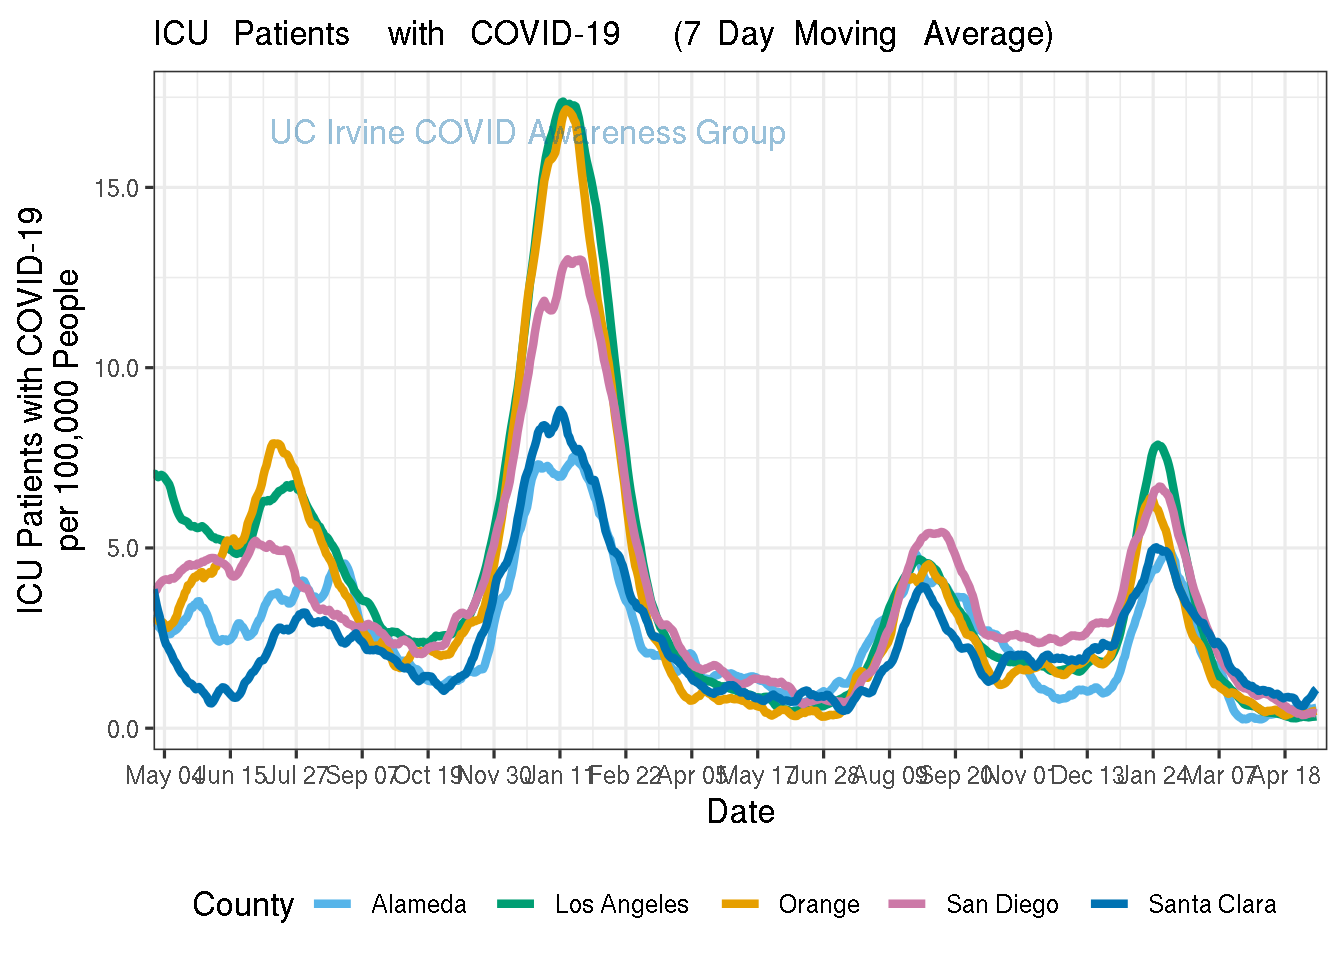 ICU Patients with COVID-19 (7 Day Moving Average)
UC Irvine COVID Awareness Group
ICU Patients with COVID-19
per 100,000 People
15.0
10.0
5.0
0.0
May 04 Jun 15 Jul 27 Sep 07 Oct 19 Nov 30 Jan 11 Feb 22 Apr 05 May 17 Jun 28 Aug 09 Sep 20 Nov 01 Dec 13 Jan 24 Mar 07 Apr 18
Date
County Alameda Los Angeles Orange San Diego Santa Clara